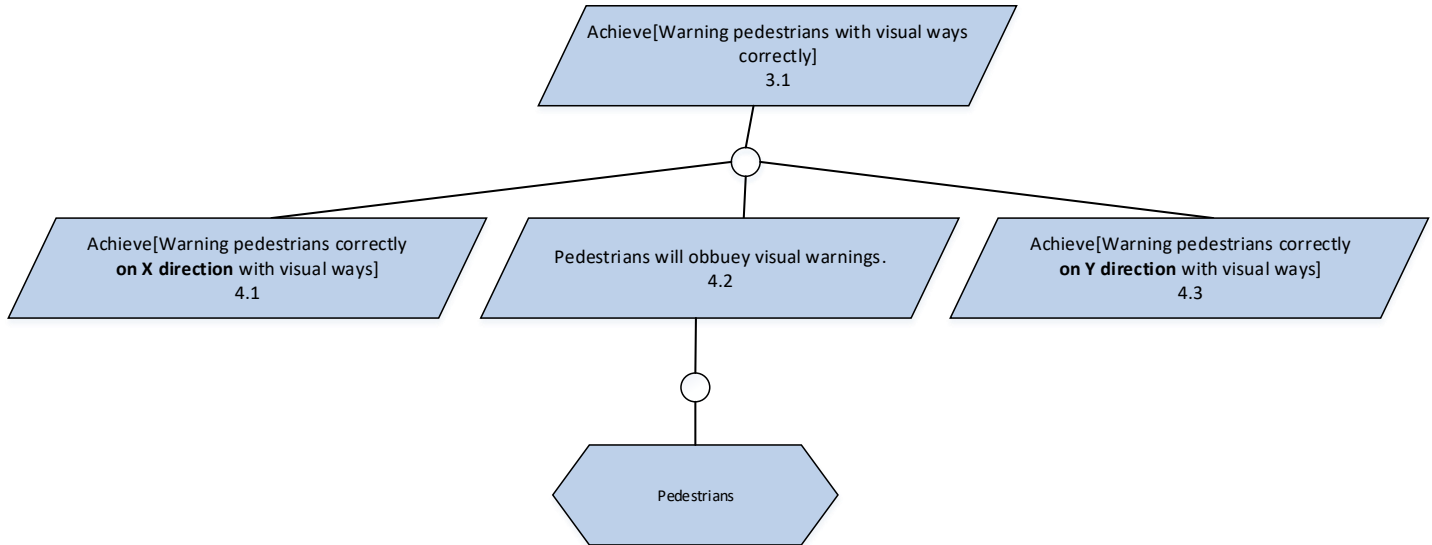 Achieve[Warning pedestrians with visual ways
correctly]
3.1
Achieve[Warning pedestrians correctly
on X direction with visual ways]
4.1
Pedestrians will obbuey visual warnings.
4.2
Achieve[Warning pedestrians correctly
on Y direction with visual ways]
4.3
Pedestrians